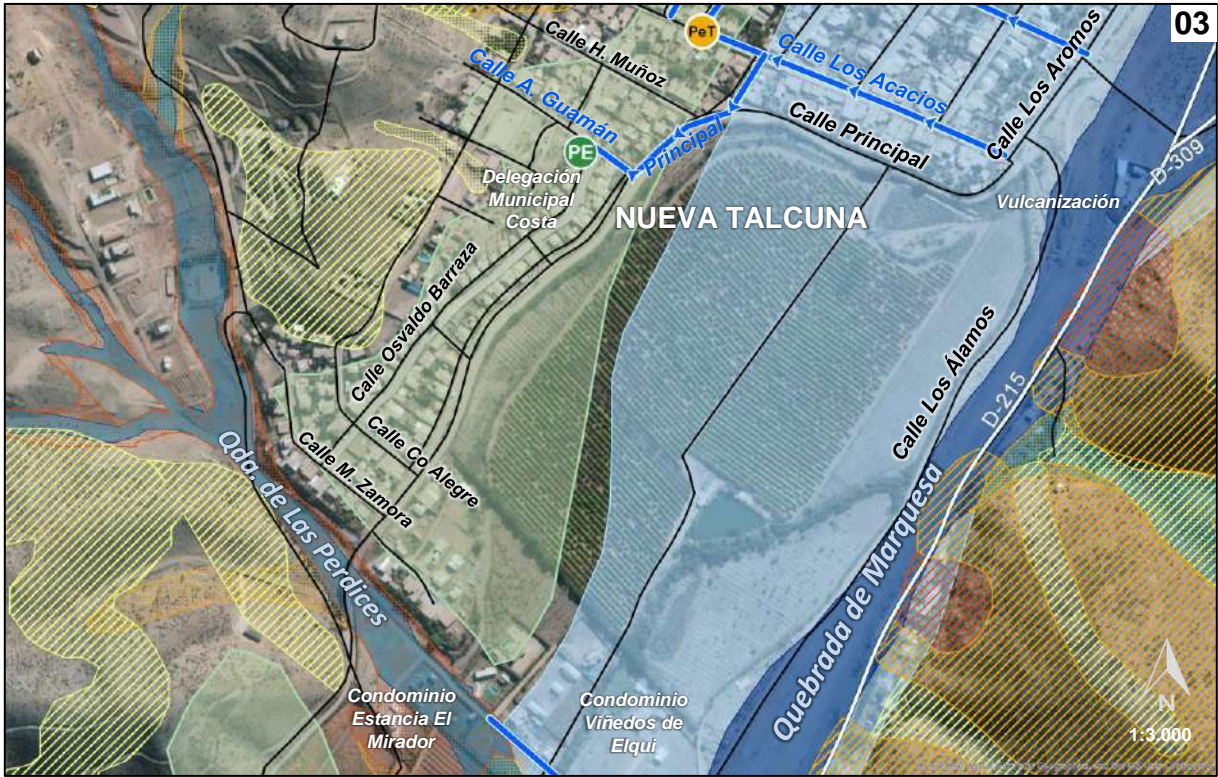 03
PeT
Calle H. Muñoz
Calle Los Acacios
Calle Los Aromos
Calle A. Guamán
Calle Principal
Principal
PE
D-309
Delegación
Municipal
Costa
NUEVA TALCUNA
Vulcanización
Calle Osvaldo Barraza
Calle Los Álamos
D-215
Calle Co Alegre
Calle M. Zamora
Qda. de Las Perdices
Quebrada de Marquesa
Condominio
Estancia El
Mirador
Condominio
Viñedos de
Elqui
N
1:3.000